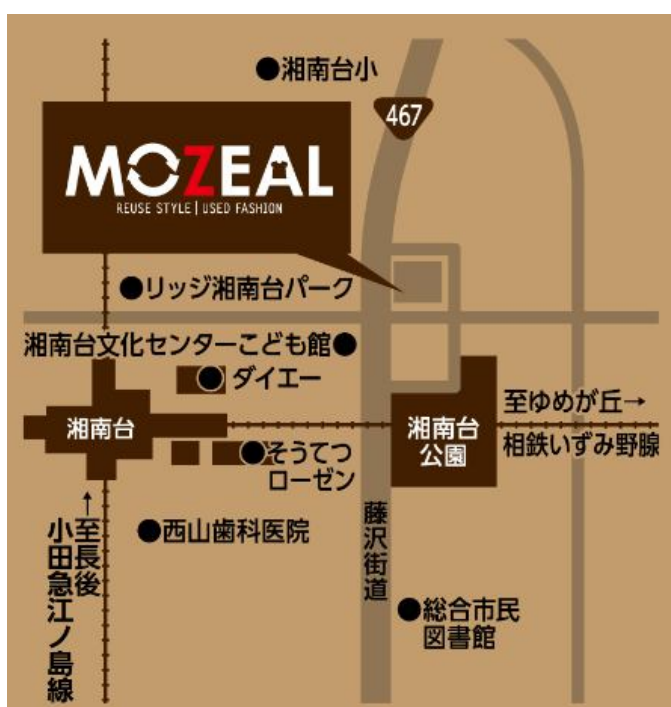 ●湘南台小
467
MOZEAL
REUSE STYLE | USED FASHION
●リッジ湘南台パーク
湘南台文化センターこども館●
●ダイエー
湘南台
湘南台
公園
至ゆめが丘→
相鉄いずみ野腺
●そうてつ
ローゼン
●西山歯科医院
←至長後
小田急江ノ島線
藤沢街道
●総合市民
図書館